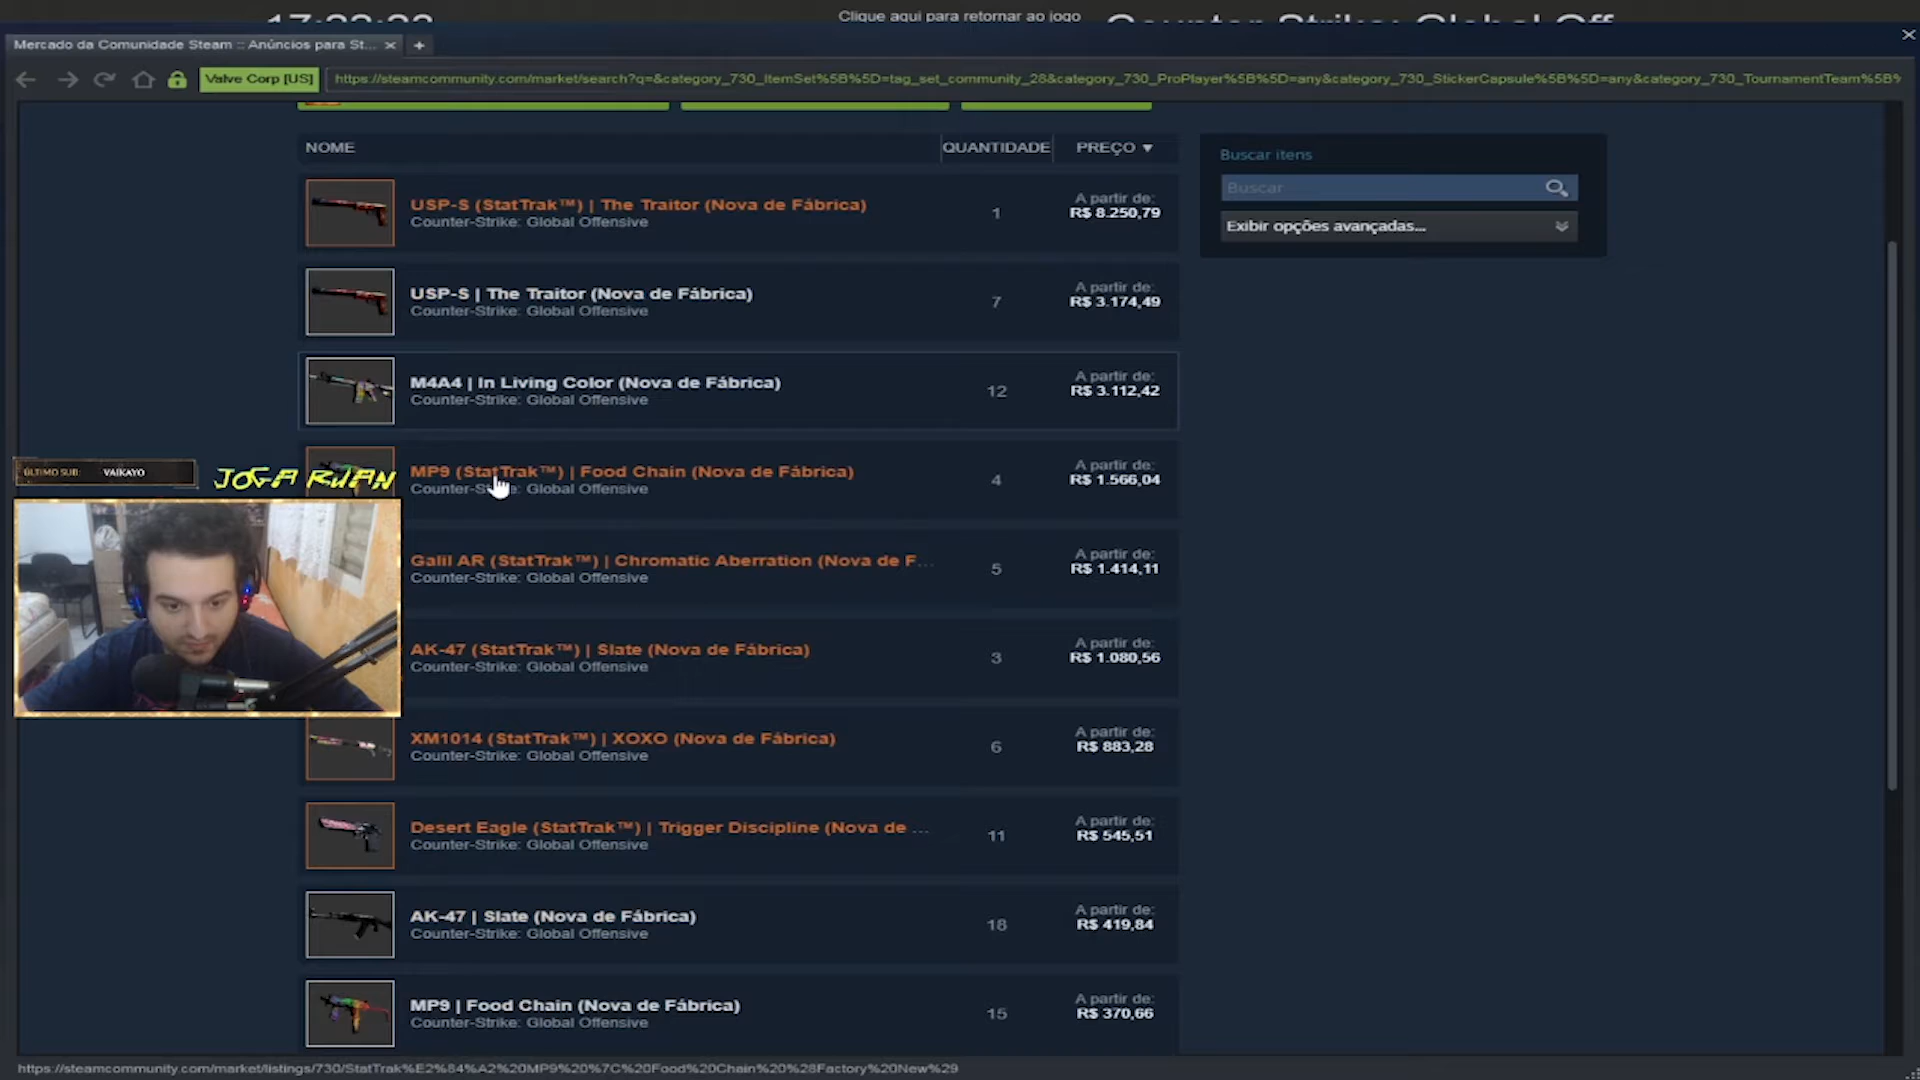 Clique aqui para retornar ao jogo
Mercado da Comunidade Steam :: Anúncios para St...
Valve Corp [US]
https://steamcommunity.com/market/search?q=&category_730_ItemSet%5B%5D=tag_set_community_28&category_730_ProPlayer%5B%5D=any&category_730_StickerCapsule%5B%5D=any&category_730_TournamentTeam%5B%
NOME QUANTIDADE PREÇO ▼
USP-S (StatTrak™) | The Traitor (Nova de Fábrica)
Counter-Strike: Global Offensive
1
A partir de:
R$ 8.250,79
USP-S | The Traitor (Nova de Fábrica)
Counter-Strike: Global Offensive
7
A partir de:
R$ 3.174,49
M4A4 | In Living Color (Nova de Fábrica)
Counter-Strike: Global Offensive
12
A partir de:
R$ 3.112,42
MP9 (StatTrak™) | Food Chain (Nova de Fábrica)
Counter-Strike: Global Offensive
4
A partir de:
R$ 1.566,04
Galil AR (StatTrak™) | Chromatic Aberration (Nova de F...
Counter-Strike: Global Offensive
5
A partir de:
R$ 1.414,11
AK-47 (StatTrak™) | Slate (Nova de Fábrica)
Counter-Strike: Global Offensive
3
A partir de:
R$ 1.080,56
XM1014 (StatTrak™) | XOXO (Nova de Fábrica)
Counter-Strike: Global Offensive
6
A partir de:
R$ 883,28
Desert Eagle (StatTrak™) | Trigger Discipline (Nova de ...
Counter-Strike: Global Offensive
11
A partir de:
R$ 545,51
AK-47 | Slate (Nova de Fábrica)
Counter-Strike: Global Offensive
18
A partir de:
R$ 419,84
MP9 | Food Chain (Nova de Fábrica)
Counter-Strike: Global Offensive
15
A partir de:
R$ 370,66
Buscar itens
Buscar
Exibir opções avançadas...
ÚLTIMO SUB: VAIKAYO
JOGA RUAN
https://steamcommunity.com/market/listings/730/StatTrak%E2%84%A2%20MP9%20%7C%20Food%20Chain%20%28Factory%20New%29